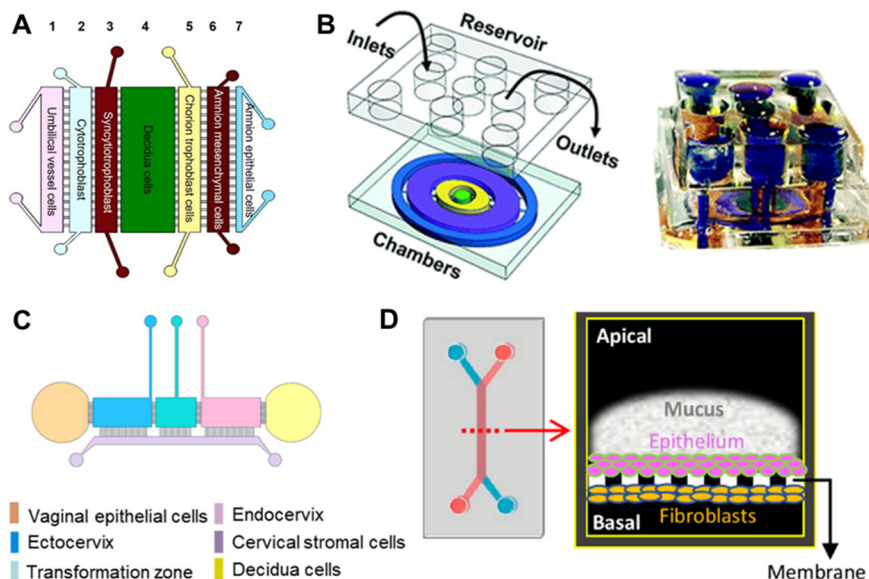 A
1 2 3 4 5 6 7
Umbilical vessel cells
Cytotrophoblast
Syncytiotrophoblast
Decidua cells
Chorion trophoblast cells
Amnion mesenchymal cells
Amnion epithelial cells
B
Reservoir
Inlets
Outlets
Chambers
C
Vaginal epithelial cells
Ectocervix
Transformation zone
Endocervix
Cervical stromal cells
Decidua cells
D
Apical
Mucus
Epithelium
Basal
Fibroblasts
Membrane